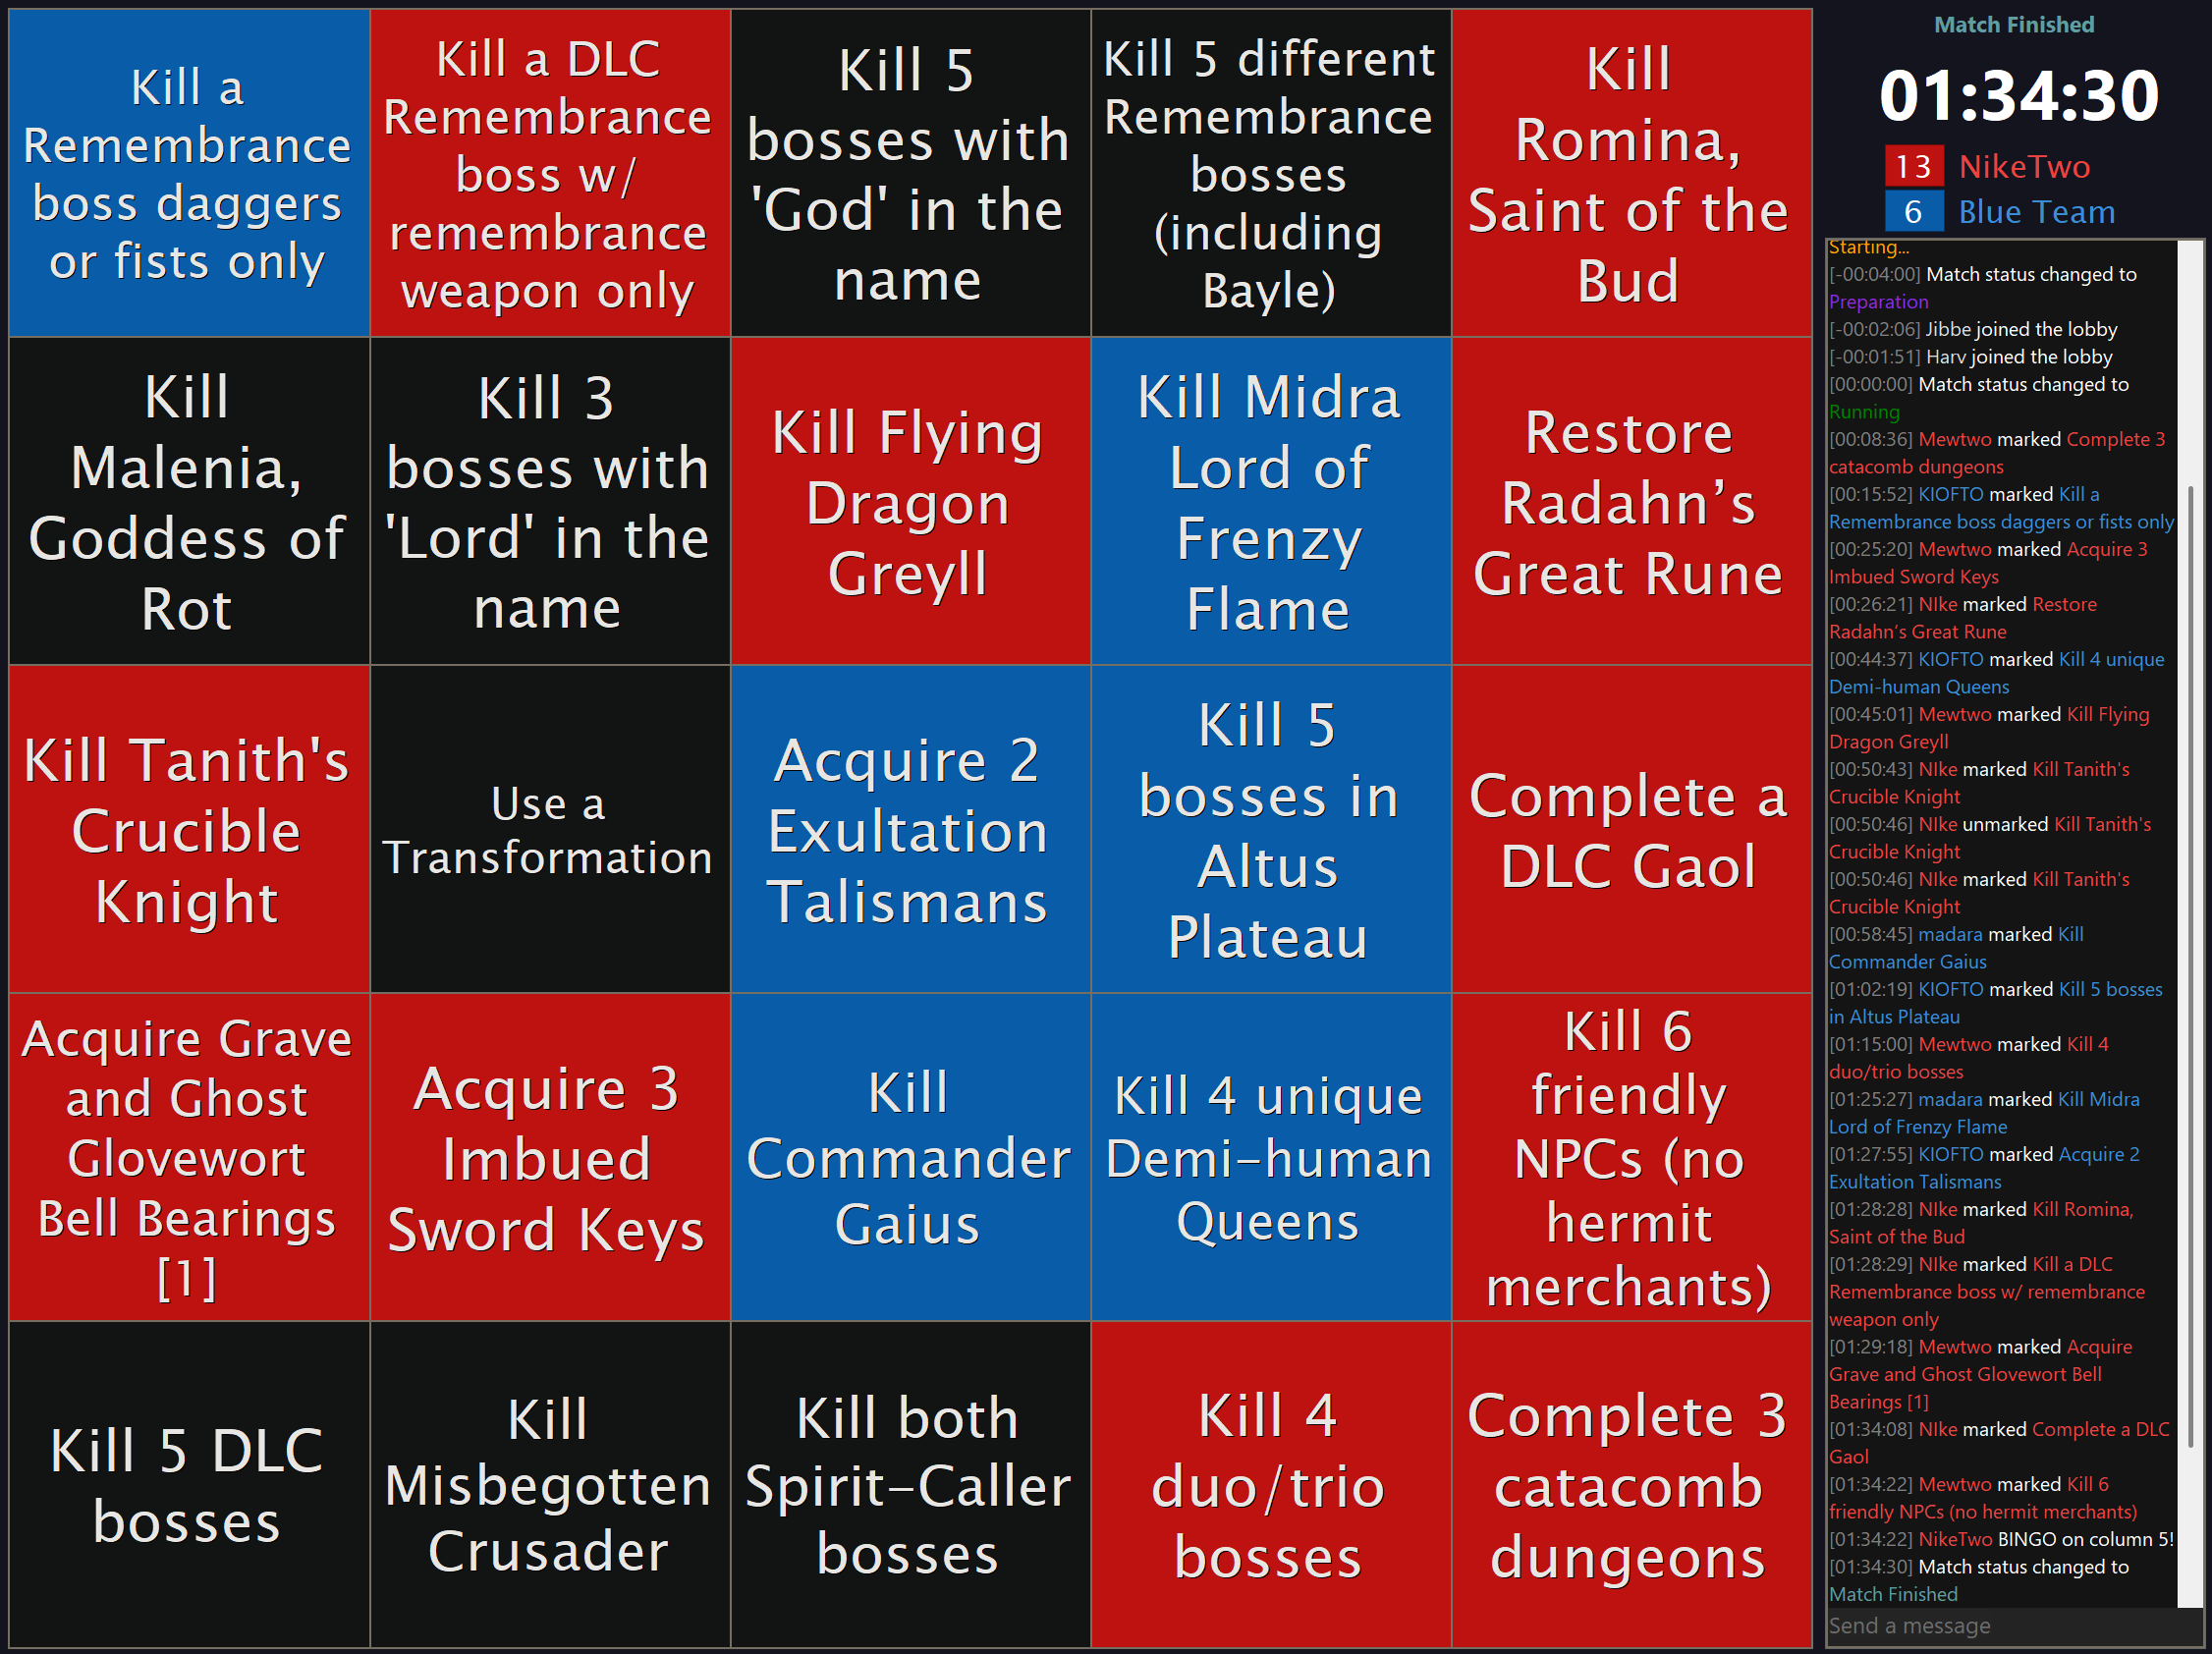 Kill a
Remembrance
boss daggers
or fists only
Kill a DLC
Remembrance
boss w/
remembrance
weapon only
Kill 5
bosses with
'God' in the
name
Kill 5 different
Remembrance
bosses
(including
Bayle)
Kill
Romina,
Saint of the
Bud
Kill
Malenia,
Goddess of
Rot
Kill 3
bosses with
'Lord' in the
name
Kill Flying
Dragon
Greyll
Kill Midra
Lord of
Frenzy
Flame
Restore
Radahn’s
Great Rune
Kill Tanith's
Crucible
Knight
Use a
Transformation
Acquire 2
Exultation
Talismans
Kill 5
bosses in
Altus
Plateau
Complete a
DLC Gaol
Acquire Grave
and Ghost
Glovewort
Bell Bearings
[1]
Acquire 3
Imbued
Sword Keys
Kill
Commander
Gaius
Kill 4 unique
Demi-human
Queens
Kill 6
friendly
NPCs (no
hermit
merchants)
Kill 5 DLC
bosses
Kill
Misbegotten
Crusader
Kill both
Spirit-Caller
bosses
Kill 4
duo/trio
bosses
Complete 3
catacomb
dungeons
Match Finished
01:34:30
13 NikeTwo
6 Blue Team
Starting...
[-00:04:00] Match status changed to
Preparation
[-00:02:06] Jibbe joined the lobby
[-00:01:51] Harv joined the lobby
[00:00:00] Match status changed to
Running
[00:08:36] Mewtwo marked Complete 3
catacomb dungeons
[00:15:52] KIOFTO marked Kill a
Remembrance boss daggers or fists only
[00:25:20] Mewtwo marked Acquire 3
Imbued Sword Keys
[00:26:21] NIke marked Restore
Radahn’s Great Rune
[00:44:37] KIOFTO marked Kill 4 unique
Demi-human Queens
[00:45:01] Mewtwo marked Kill Flying
Dragon Greyll
[00:50:43] NIke marked Kill Tanith's
Crucible Knight
[00:50:46] NIke unmarked Kill Tanith's
Crucible Knight
[00:50:46] NIke marked Kill Tanith's
Crucible Knight
[00:58:45] madara marked Kill
Commander Gaius
[01:02:19] KIOFTO marked Kill 5 bosses
in Altus Plateau
[01:15:00] Mewtwo marked Kill 4
duo/trio bosses
[01:25:27] madara marked Kill Midra
Lord of Frenzy Flame
[01:27:55] KIOFTO marked Acquire 2
Exultation Talismans
[01:28:28] NIke marked Kill Romina,
Saint of the Bud
[01:28:29] NIke marked Kill a DLC
Remembrance boss w/ remembrance
weapon only
[01:29:18] Mewtwo marked Acquire
Grave and Ghost Glovewort Bell
Bearings [1]
[01:34:08] NIke marked Complete a DLC
Gaol
[01:34:22] Mewtwo marked Kill 6
friendly NPCs (no hermit merchants)
[01:34:22] NikeTwo BINGO on column 5!
[01:34:30] Match status changed to
Match Finished
Send a message